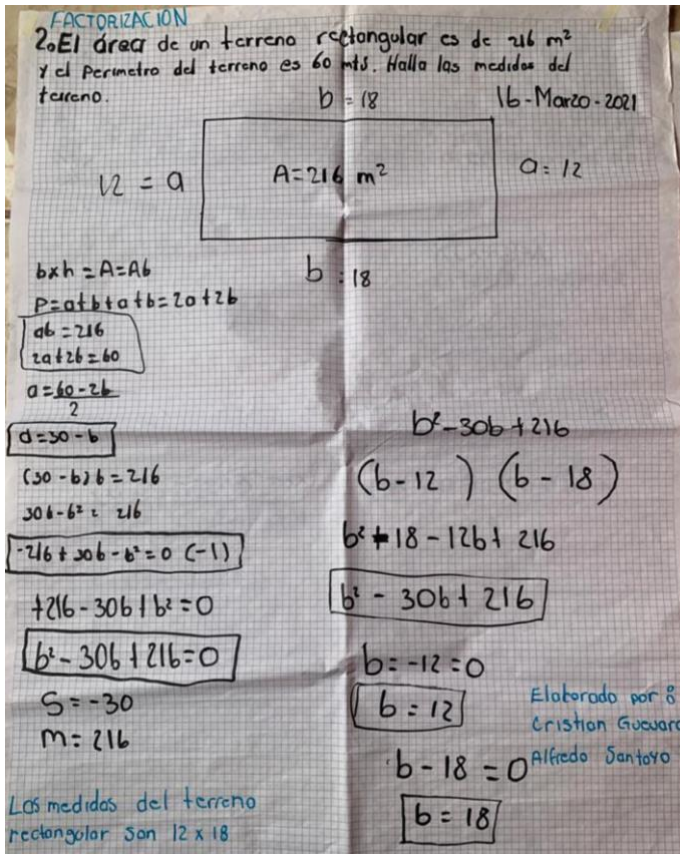 FACTORIZACIÓN
2. El área de un terreno rectangular es de 216 m²
y el Perimetro del terreno es 60 mts. Halla las medidas del
terreno.
b = 18
16-Marzo-2021
12 = a
A=216 m²
a= 12
b = 18
bxh = A=Ab
P=a+b+a+b=2a+2b
ab =216
2a+2b=60
a=60-2b
2
a=30-b
(30-b)b=216
30b-b²= 216
-216+30b-b²=0 (-1)
+216-30b+b²=0
b²-30b+216=0
S=-30
m=216
Las medidas del terreno
rectangular son 12 x 18
b²-30b+216
(b-12) (b-18)
b²-18-12b+216
b²-30b+216
b=-12=0
b=12
b-18=0
b=18
Elaborado por:
Cristian Guevara
Alfredo Santoyo